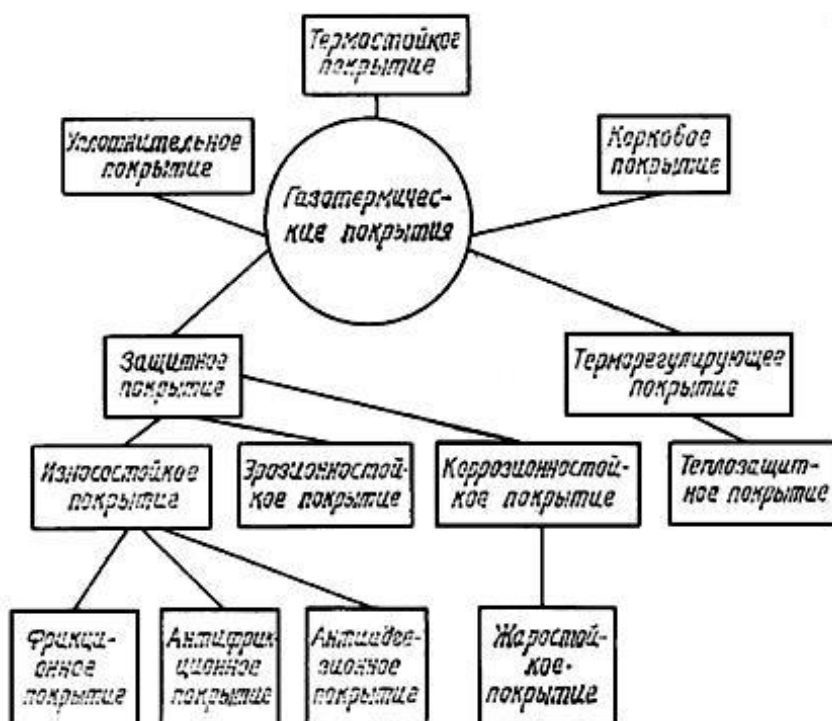 Термостойкое
покрытие
Уплотнительное
покрытие
Корковое
покрытие
Газотермичес-
кие покрытия
Защитное
покрытие
Терморегулирующее
покрытие
Износостойкое
покрытие
Эрозионностой-
кое покрытие
Коррозионностой-
кое покрытие
Теплозащит-
ное покрытие
Фрикци-
онное
покрытие
Антифрик-
ционное
покрытие
Антиадге-
зионное
покрытие
Жаростой-
кое
покрытие